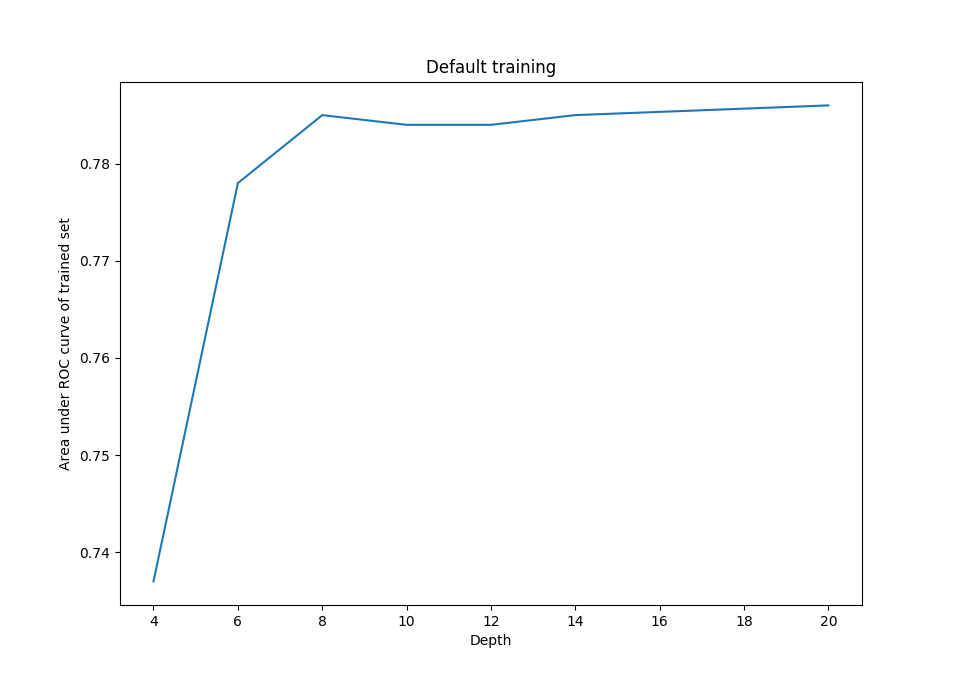 Default training
Area under ROC curve of trained set
0.78
0.77
0.76
0.75
0.74
4 6 8 10 12 14 16 18 20
Depth